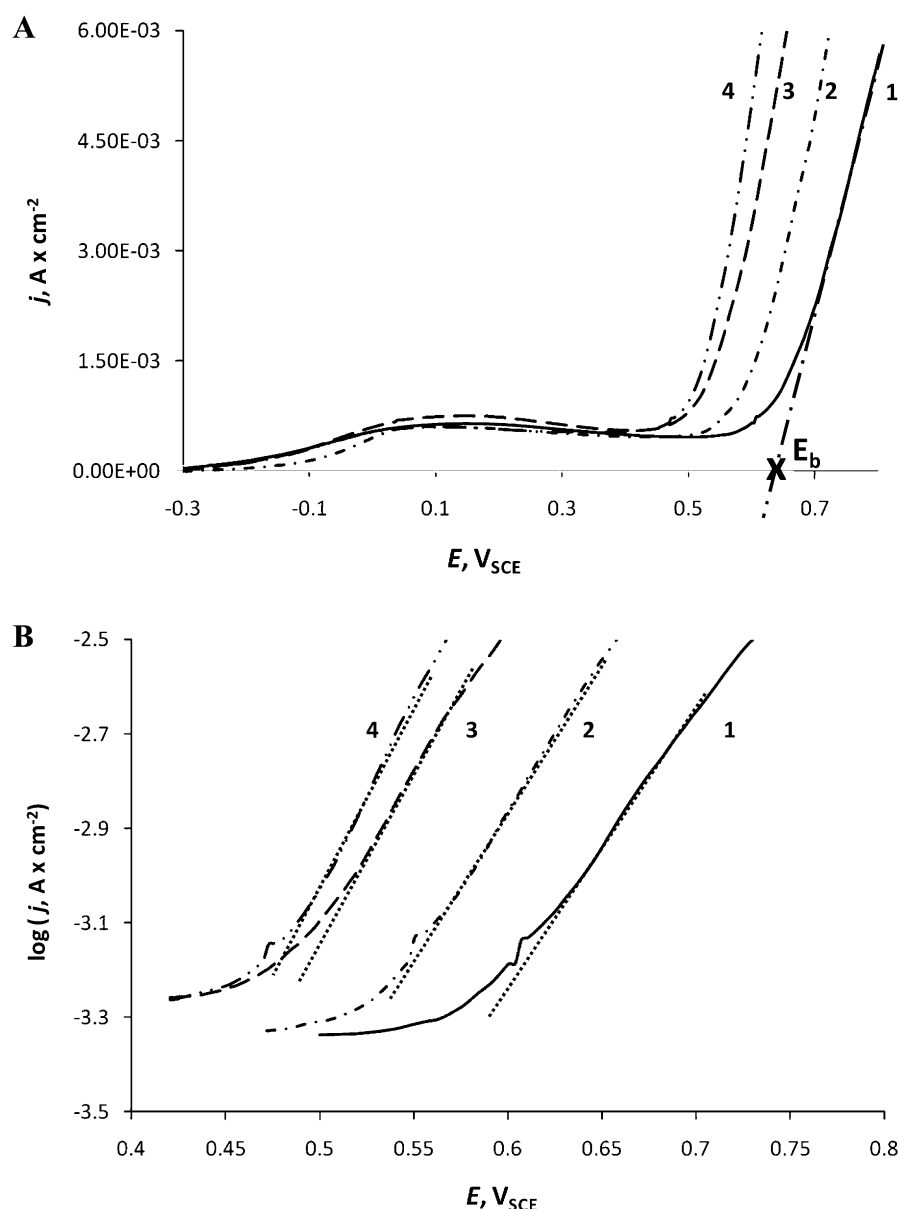 A
6.00E-03
4.50E-03
3.00E-03
1.50E-03
0.00E+00
j, A x cm-2
4 3 2 1
Eb
-0.3 -0.1 0.1 0.3 0.5 0.7
E, VSCE
B
-2.5
-2.7
-2.9
-3.1
-3.3
-3.5
log (j, A x cm-2)
4 3 2 1
0.4 0.45 0.5 0.55 0.6 0.65 0.7 0.75 0.8
E, VSCE